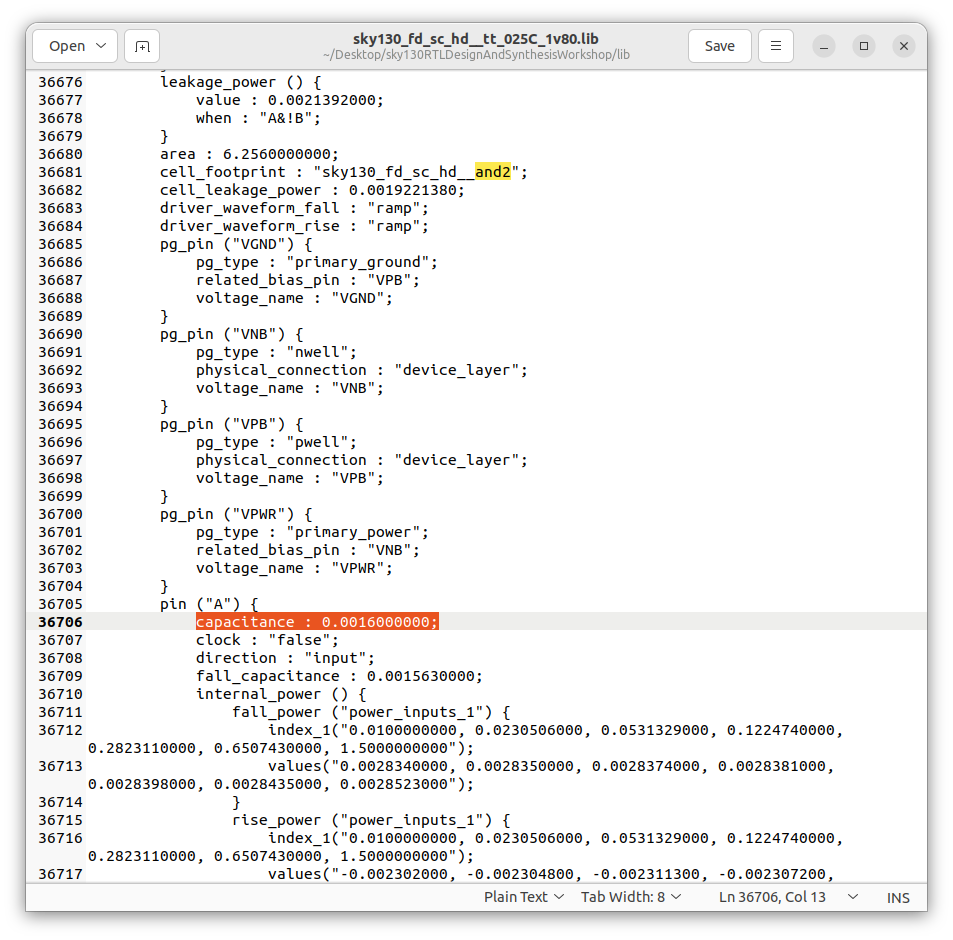 Open
sky130_fd_sc_hd__tt_025C_1v80.lib
~/Desktop/sky130RTLDesignAndSynthesisWorkshop/lib
Save
36676 leakage_power () {
36677 value : 0.0021392000;
36678 when : "A&!B";
36679 }
36680 area : 6.2560000000;
36681 cell_footprint : "sky130_fd_sc_hd__and2";
36682 cell_leakage_power : 0.0019221380;
36683 driver_waveform_fall : "ramp";
36684 driver_waveform_rise : "ramp";
36685 pg_pin ("VGND") {
36686 pg_type : "primary_ground";
36687 related_bias_pin : "VPB";
36688 voltage_name : "VGND";
36689 }
36690 pg_pin ("VNB") {
36691 pg_type : "nwell";
36692 physical_connection : "device_layer";
36693 voltage_name : "VNB";
36694 }
36695 pg_pin ("VPB") {
36696 pg_type : "pwell";
36697 physical_connection : "device_layer";
36698 voltage_name : "VPB";
36699 }
36700 pg_pin ("VPWR") {
36701 pg_type : "primary_power";
36702 related_bias_pin : "VNB";
36703 voltage_name : "VPWR";
36704 }
36705 pin ("A") {
36706 capacitance : 0.0016000000;
36707 clock : "false";
36708 direction : "input";
36709 fall_capacitance : 0.0015630000;
36710 internal_power () {
36711 fall_power ("power_inputs_1") {
36712 index_1("0.0100000000, 0.0230506000, 0.0531329000, 0.1224740000,
0.2823110000, 0.6507430000, 1.5000000000");
36713 values("0.0028340000, 0.0028350000, 0.0028374000, 0.0028381000,
0.0028398000, 0.0028435000, 0.0028523000");
36714 }
36715 rise_power ("power_inputs_1") {
36716 index_1("0.0100000000, 0.0230506000, 0.0531329000, 0.1224740000,
0.2823110000, 0.6507430000, 1.5000000000");
36717 values("-0.002302000, -0.002304800, -0.002311300, -0.002307200,
Plain Text Tab Width: 8 Ln 36706, Col 13 INS